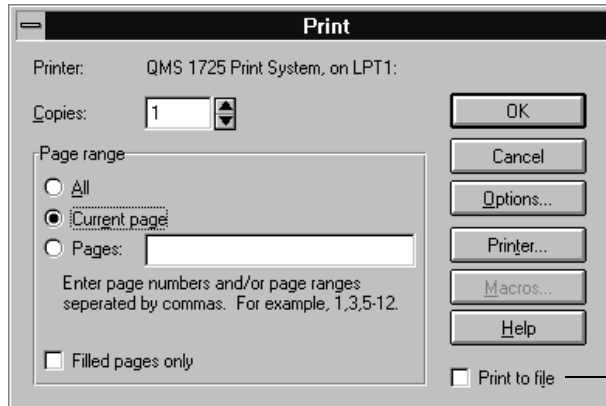 Print
Printer: QMS 1725 Print System, on LPT1:
Copies: 1
OK
Page range
Cancel
All
Options...
Current page
Pages:
Printer...
Enter page numbers and/or page ranges
seperated by commas. For example, 1,3,5-12.
Macros...
Help
Filled pages only
Print to file